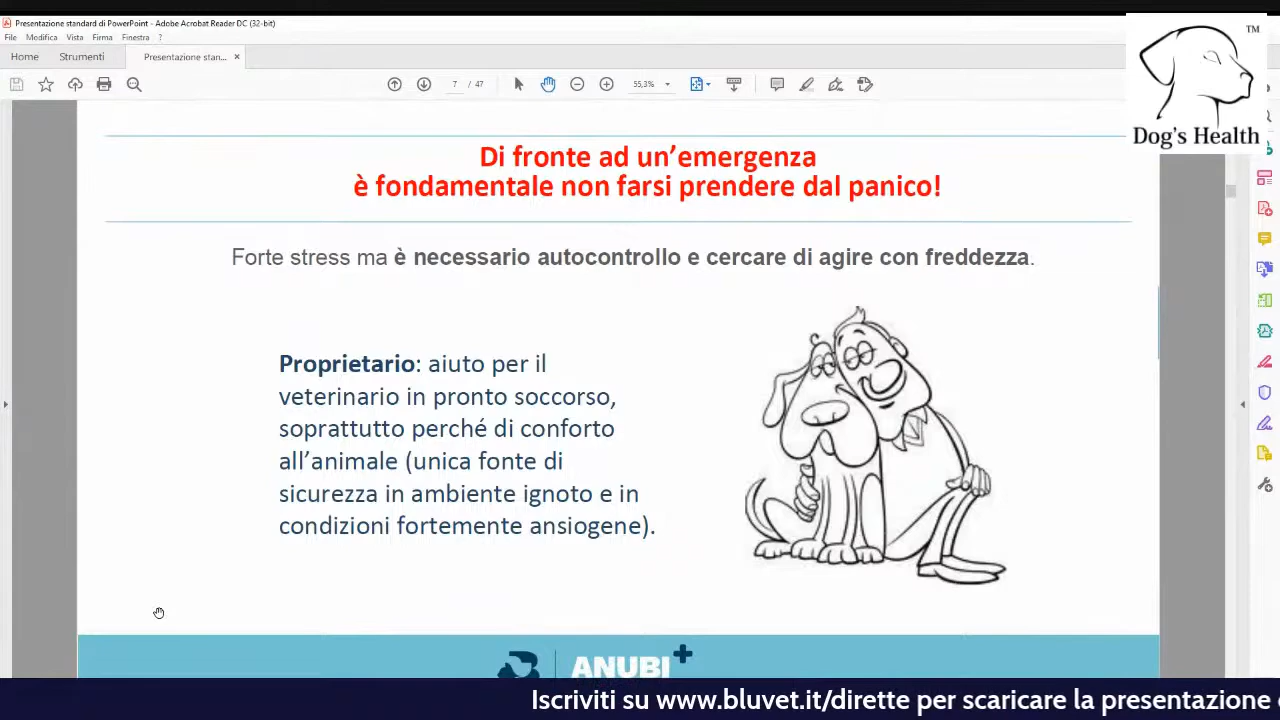 Presentazione standard di PowerPoint - Adobe Acrobat Reader DC (32-bit)
File Modifica Vista Firma Finestra ?
Home Strumenti Presentazione stan... ×
7 / 47 55,3%
TM
Dog's Health
Di fronte ad un'emergenza
è fondamentale non farsi prendere dal panico!
Forte stress ma è necessario autocontrollo e cercare di agire con freddezza.
Proprietario: aiuto per il
veterinario in pronto soccorso,
soprattutto perché di conforto
all'animale (unica fonte di
sicurezza in ambiente ignoto e in
condizioni fortemente ansiogene).
ANUBI+
Iscriviti su www.bluvet.it/dirette per scaricare la presentazione